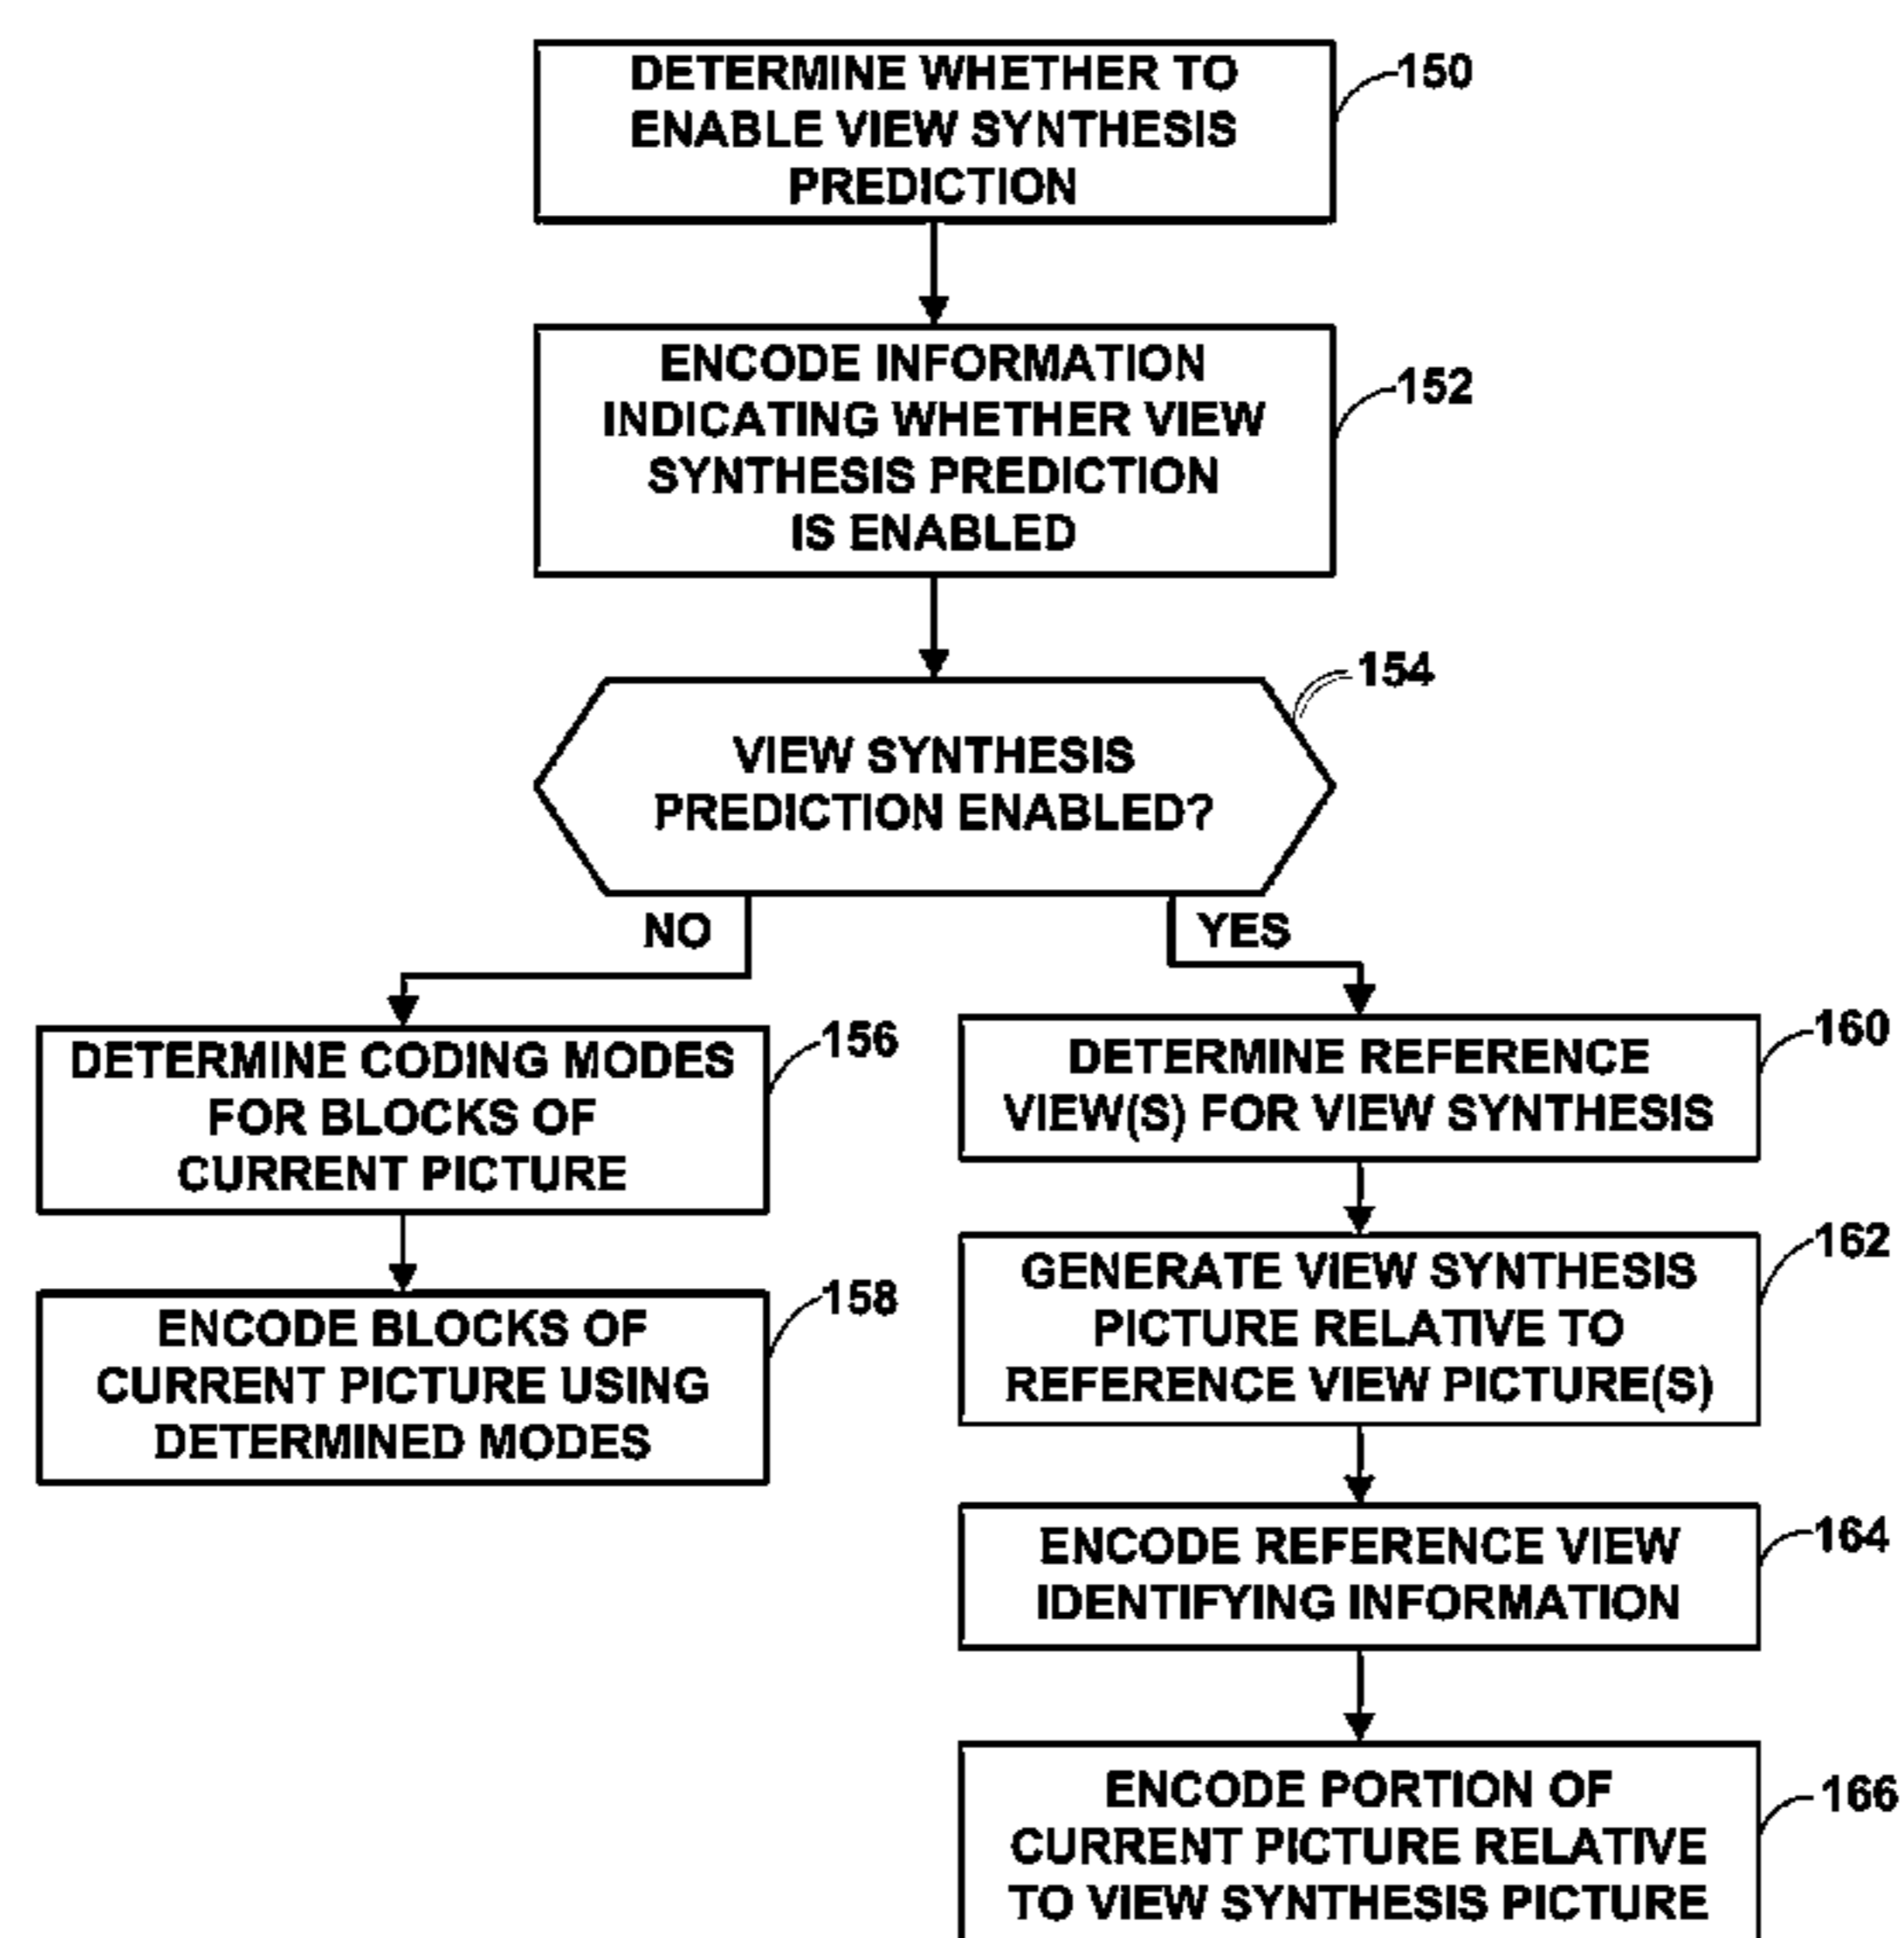 DETERMINE WHETHER TO
ENABLE VIEW SYNTHESIS
PREDICTION
150
ENCODE INFORMATION
INDICATING WHETHER VIEW
SYNTHESIS PREDICTION
IS ENABLED
152
VIEW SYNTHESIS
PREDICTION ENABLED?
154
NO
YES
DETERMINE CODING MODES
FOR BLOCKS OF
CURRENT PICTURE
156
ENCODE BLOCKS OF
CURRENT PICTURE USING
DETERMINED MODES
158
DETERMINE REFERENCE
VIEW(S) FOR VIEW SYNTHESIS
160
GENERATE VIEW SYNTHESIS
PICTURE RELATIVE TO
REFERENCE VIEW PICTURE(S)
162
ENCODE REFERENCE VIEW
IDENTIFYING INFORMATION
164
ENCODE PORTION OF
CURRENT PICTURE RELATIVE
TO VIEW SYNTHESIS PICTURE
166